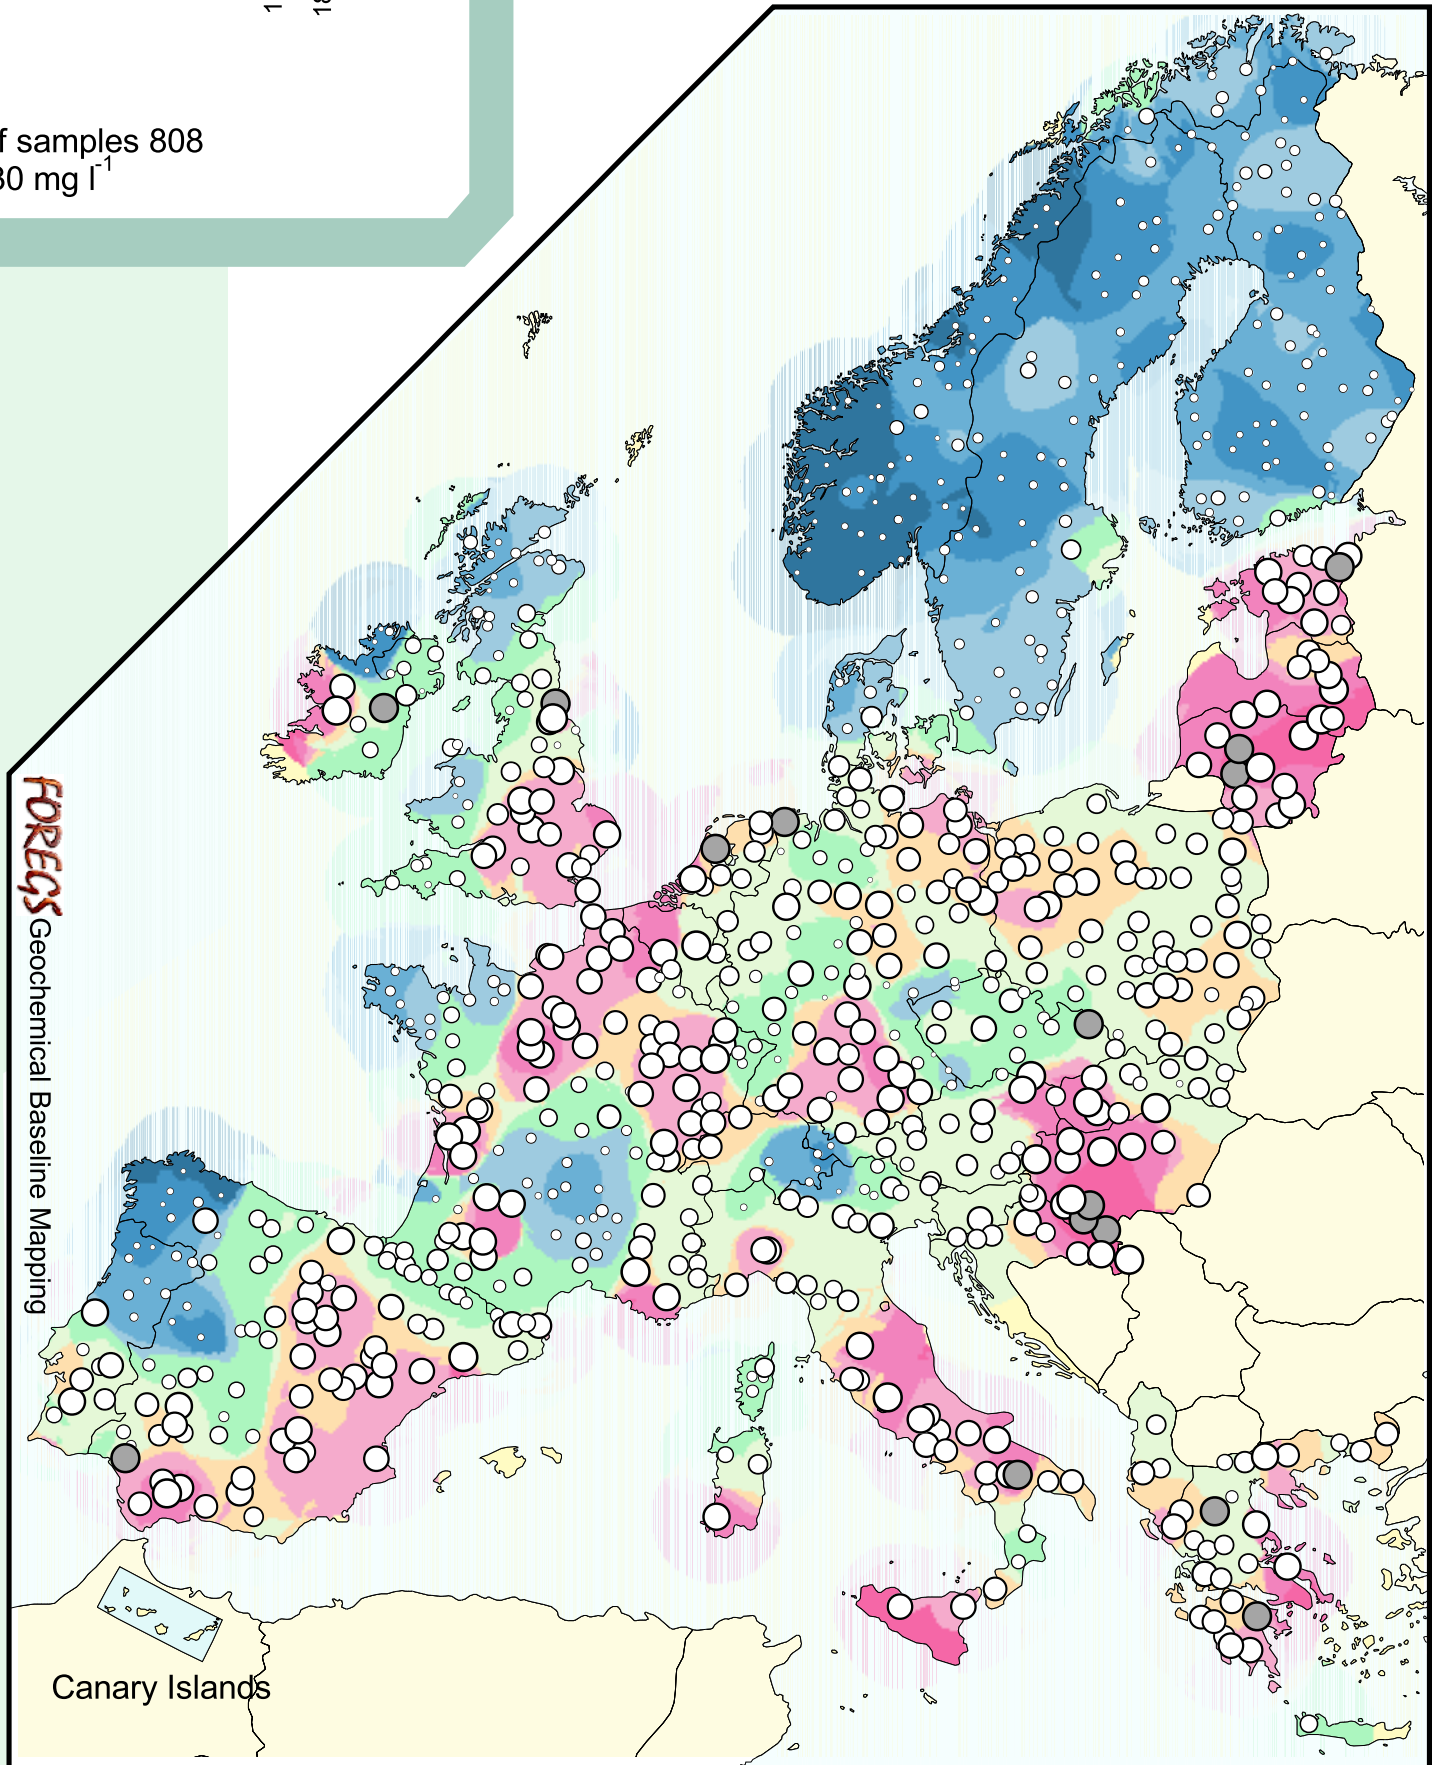 f samples 808
30 mg l-1
FOREGS Geochemical Baseline Mapping
Canary Islands